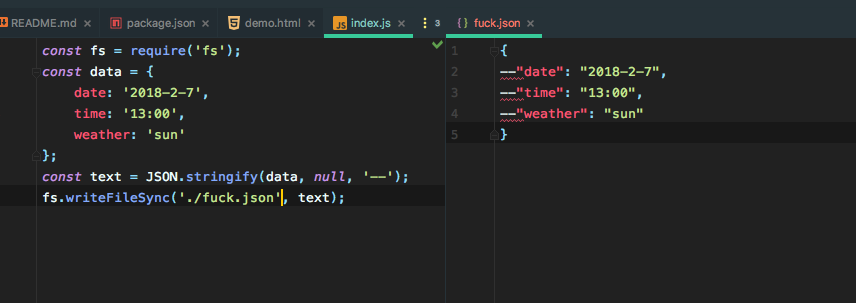 README.md × package.json × demo.html × index.js × 3 fuck.json ×
const fs = require('fs');
const data = {
date: '2018-2-7',
time: '13:00',
weather: 'sun'
};
const text = JSON.stringify(data, null, '--');
fs.writeFileSync('./fuck.json', text);
1 {
2 --"date": "2018-2-7",
3 --"time": "13:00",
4 --"weather": "sun"
5 }